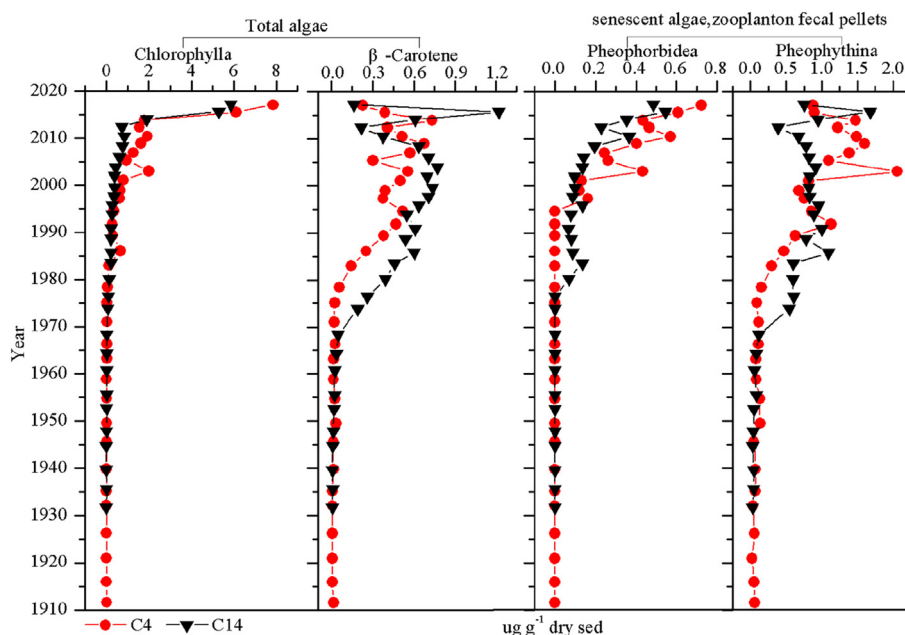 Total algae
senescent algae,zooplanton fecal pellets
Chlorophylla
β -Carotene
Pheophorbidea
Pheophythina
0 2 4 6 8
0.0 0.3 0.6 0.9 1.2
0.0 0.2 0.4 0.6 0.8
0.0 0.5 1.0 1.5 2.0
2020
2010
2000
1990
1980
1970
1960
1950
1940
1930
1920
1910
Year
C4 C14
ug g⁻¹ dry sed